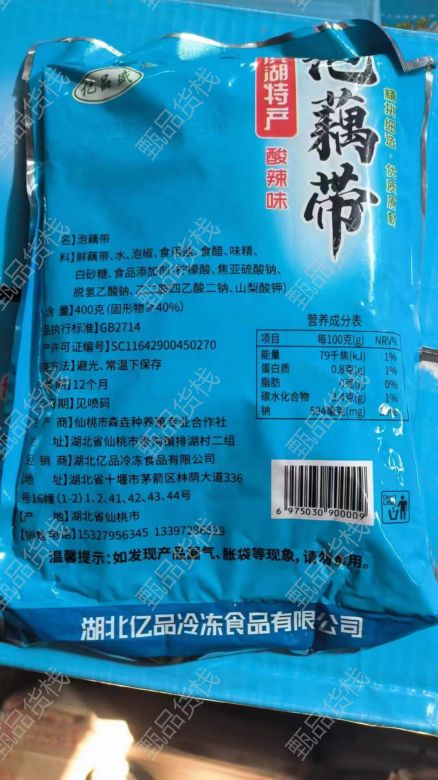 亿品盛
洪湖特产
泡藕带
酸辣味
精挑细选·优质原料
名】泡藕带
料】鲜藕带、水、泡椒、食用盐、食醋、味精、
白砂糖、食品添加剂(柠檬酸、焦亚硫酸钠、
脱氢乙酸钠、乙二胺四乙酸二钠、山梨酸钾)
含 量】400克(固形物≥40%)
品执行标准】GB2714
产许可证编号】SC11642900450270
方法】避光、常温下保存
期】12个月
期】见喷码
商】仙桃市森垚种养殖专业合作社
址】湖北省仙桃市 排湖村二组
经 销 商】湖北亿品冷冻食品有限公司
地 址】湖北省十堰市茅箭区林荫大道336
号16幢(1-2)1、2、41、42、43、44号
产 地】湖北省仙桃市
销 】15327956345
温馨提示:如发现产品漏气、胀袋等现象,请勿食用。
营养成分表
项目 每100克(g) NRV%
能量 79千焦(kJ) 1%
蛋白质 0.8克(g) 1%
脂肪 0克(g) 0%
碳水化合物 克(g) 1%
钠 毫克(mg)
6 975030 900009
湖北亿品冷冻食品有限公司
甄品货栈